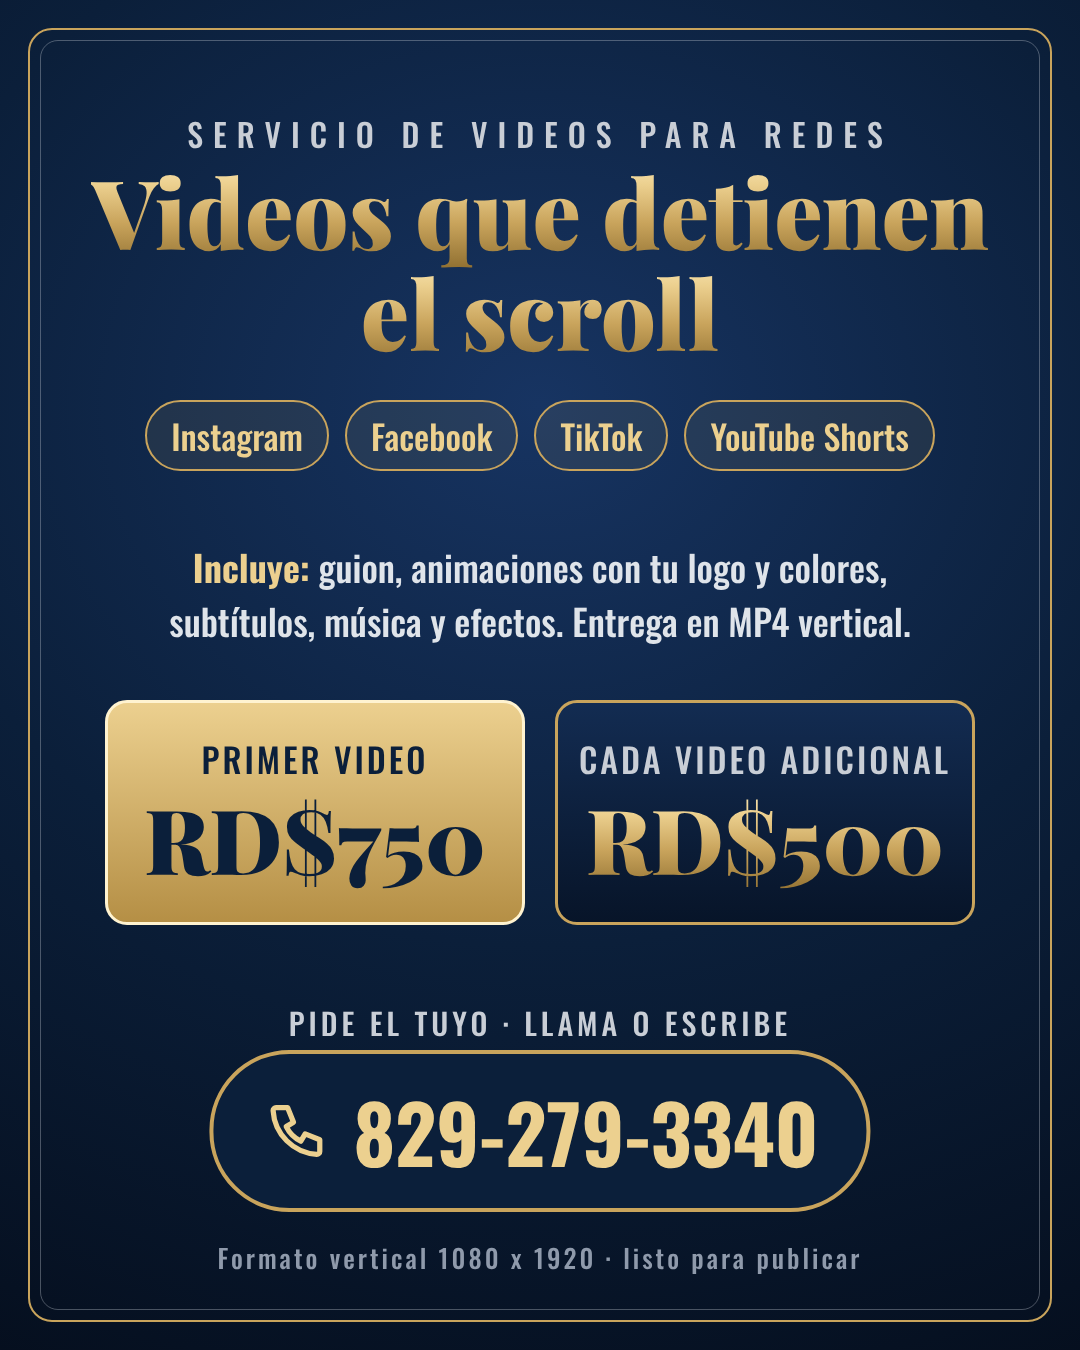 SERVICIO DE VIDEOS PARA REDES
Videos que detienen
el scroll
Instagram Facebook TikTok YouTube Shorts
Incluye: guion, animaciones con tu logo y colores,
subtítulos, música y efectos. Entrega en MP4 vertical.
PRIMER VIDEO
RD$750
CADA VIDEO ADICIONAL
RD$500
PIDE EL TUYO · LLAMA O ESCRIBE
829-279-3340
Formato vertical 1080 x 1920 · listo para publicar